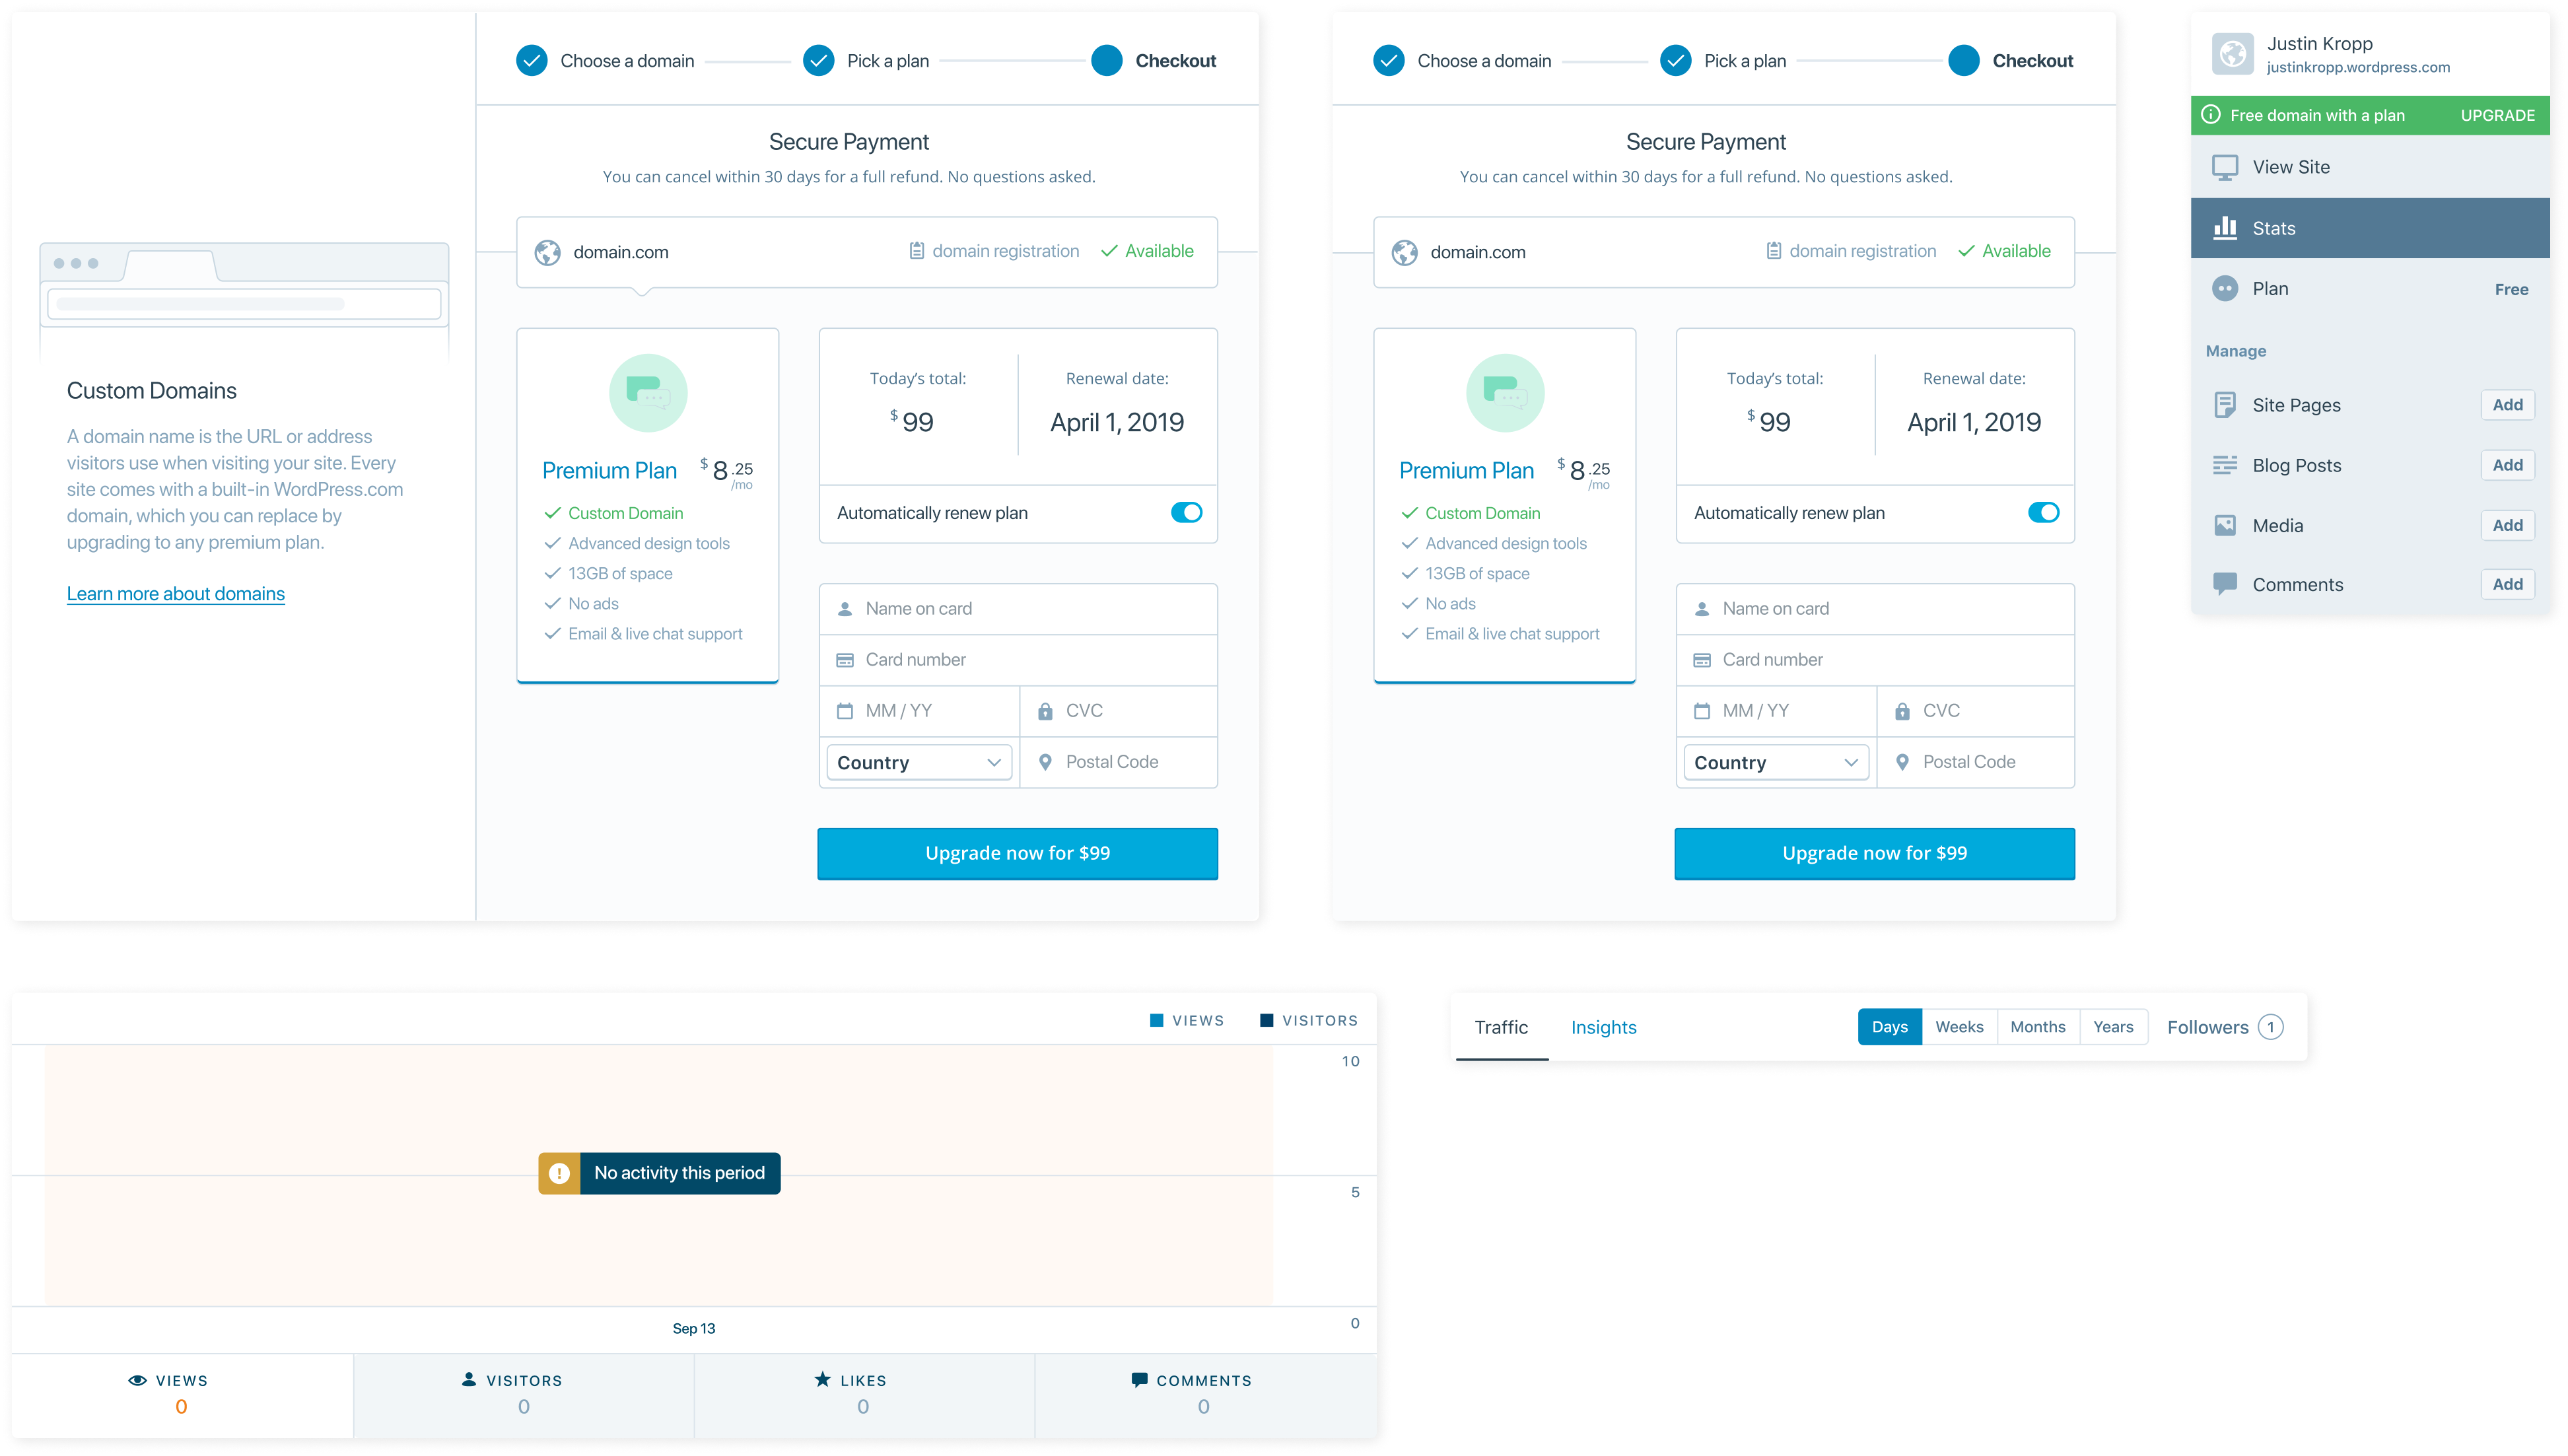 Choose a domain
Pick a plan
Checkout
Secure Payment
You can cancel within 30 days for a full refund. No questions asked.
domain.com
domain registration
Available
Custom Domains
A domain name is the URL or address
visitors use when visiting your site. Every
site comes with a built-in WordPress.com
domain, which you can replace by
upgrading to any premium plan.
Learn more about domains
Premium Plan
$8.25
/mo
Custom Domain
Advanced design tools
13GB of space
No ads
Email & live chat support
Today’s total:
$99
Renewal date:
April 1, 2019
Automatically renew plan
Name on card
Card number
MM / YY
CVC
Country
Postal Code
Upgrade now for $99
Choose a domain
Pick a plan
Checkout
Secure Payment
You can cancel within 30 days for a full refund. No questions asked.
domain.com
domain registration
Available
Premium Plan
$8.25
/mo
Custom Domain
Advanced design tools
13GB of space
No ads
Email & live chat support
Today’s total:
$99
Renewal date:
April 1, 2019
Automatically renew plan
Name on card
Card number
MM / YY
CVC
Country
Postal Code
Upgrade now for $99
Justin Kropp
justinkropp.wordpress.com
Free domain with a plan
UPGRADE
View Site
Stats
Plan
Free
Manage
Site Pages
Add
Blog Posts
Add
Media
Add
Comments
Add
VIEWS
VISITORS
10
No activity this period
5
0
Sep 13
VIEWS
0
VISITORS
0
LIKES
0
COMMENTS
0
Traffic
Insights
Days
Weeks
Months
Years
Followers
1